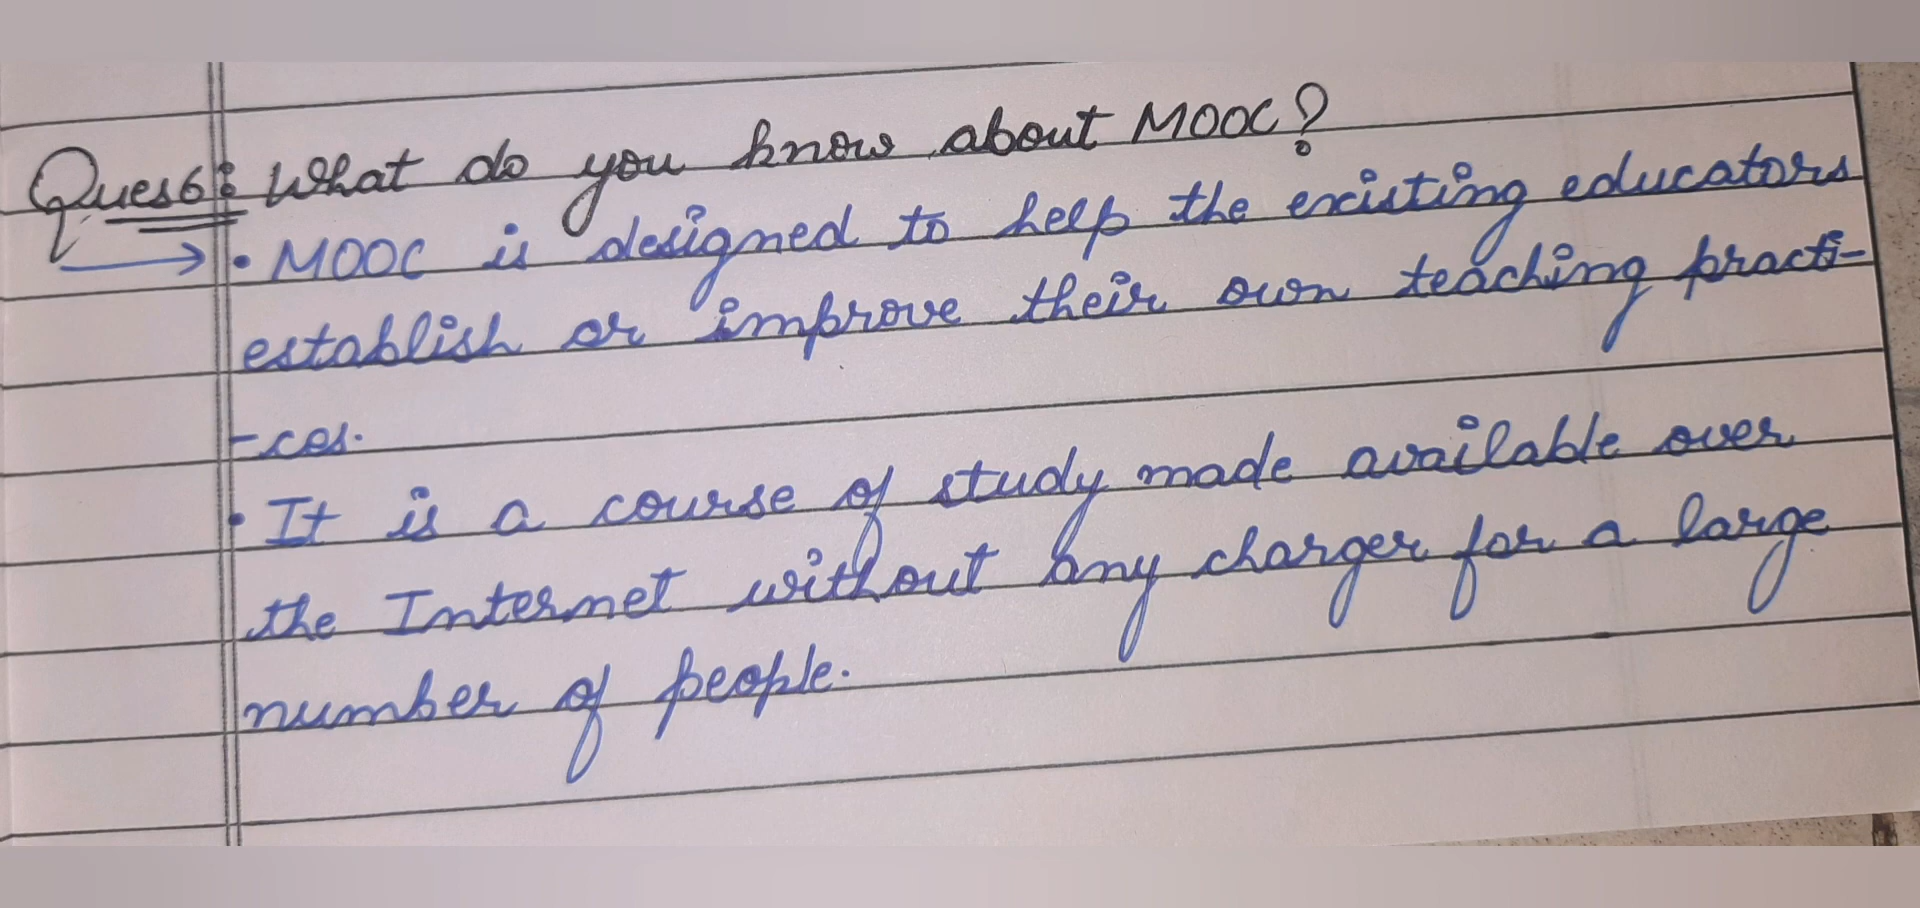 Ques6: What do you know about MOOC?
→ • MOOC is designed to help the existing educators
establish or improve their own teaching practi-
-ces.
• It is a course of study made available over
the Internet without any charger for a large
number of people.